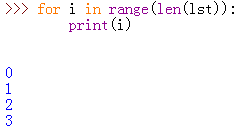 >>> for i in range(len(lst)):
        print(i)
0
1
2
3